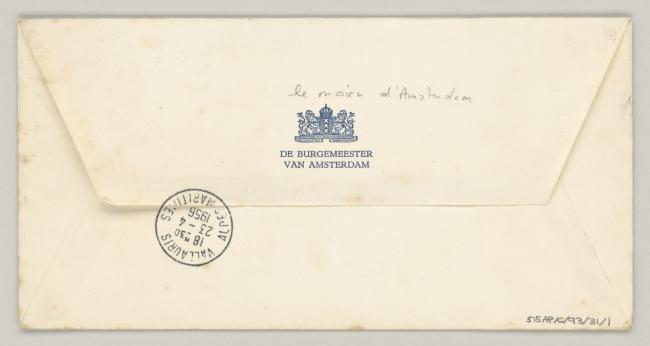 le maire d'Amsterdam
DE BURGEMEESTER
VAN AMSTERDAM
VALLAURIS
18 H 30
23 - 4
1956
ALPES MARITIMES
515AP/C/93/31/1